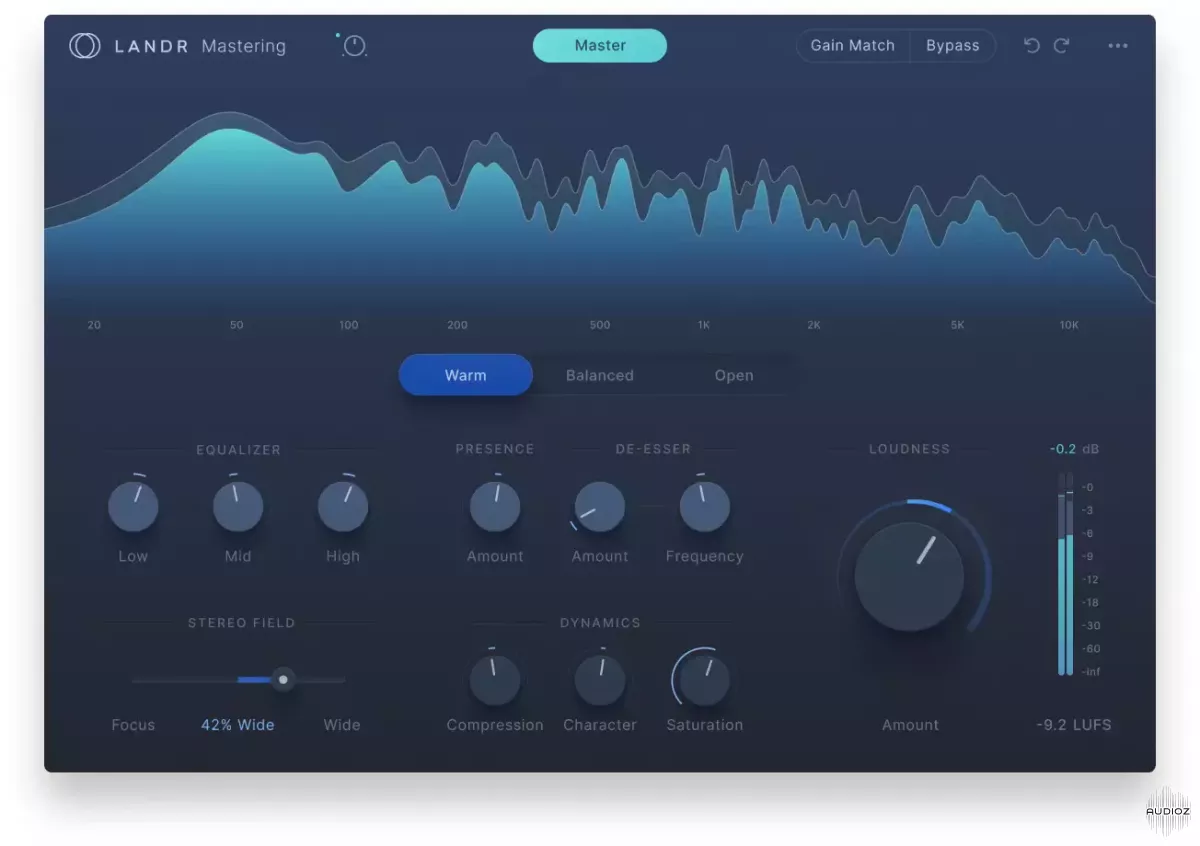 LANDR Mastering
Master
Gain Match
Bypass
20 50 100 200 500 1K 2K 5K 10K
Warm
Balanced
Open
EQUALIZER
Low
Mid
High
PRESENCE
Amount
DE-ESSER
Amount
Frequency
STEREO FIELD
Focus
42% Wide
Wide
DYNAMICS
Compression
Character
Saturation
LOUDNESS
Amount
-0.2 dB
-0
-3
-6
-9
-12
-18
-30
-60
-inf
-9.2 LUFS
AUDIOZ